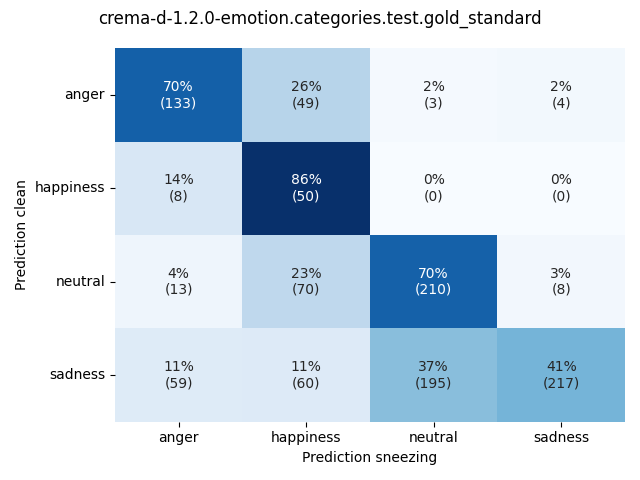 crema-d-1.2.0-emotion.categories.test.gold_standard
Prediction clean
anger
70%
(133)
26%
(49)
2%
(3)
2%
(4)
happiness
14%
(8)
86%
(50)
0%
(0)
0%
(0)
neutral
4%
(13)
23%
(70)
70%
(210)
3%
(8)
sadness
11%
(59)
11%
(60)
37%
(195)
41%
(217)
anger
happiness
neutral
sadness
Prediction sneezing